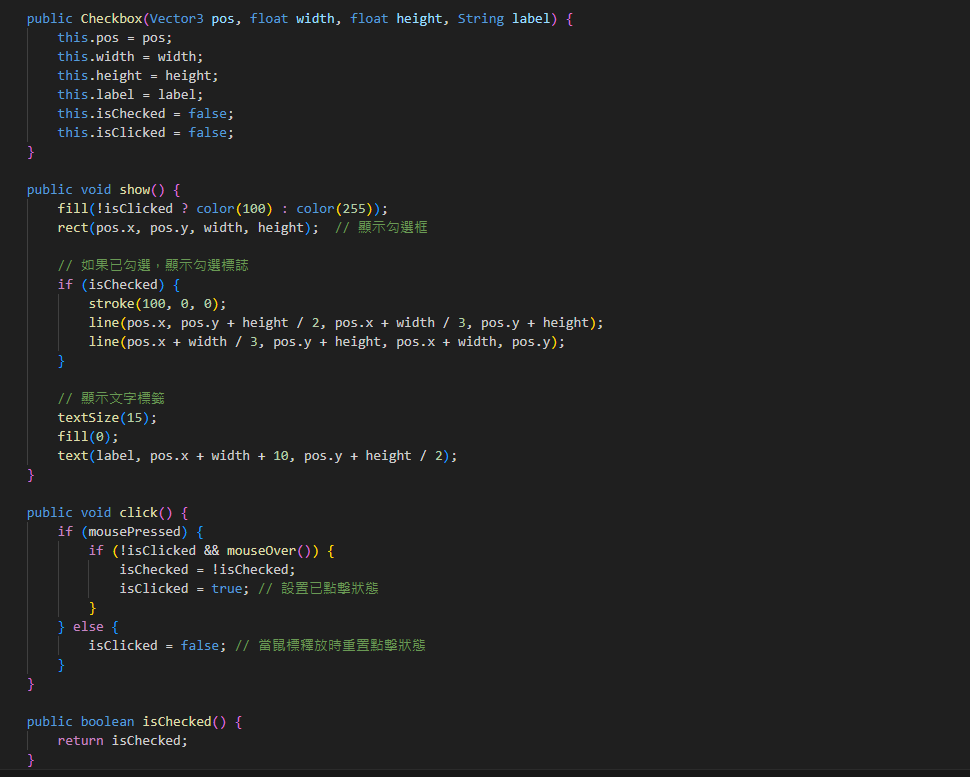 public Checkbox(Vector3 pos, float width, float height, String label) {
this.pos = pos;
this.width = width;
this.height = height;
this.label = label;
this.isChecked = false;
this.isClicked = false;
}
public void show() {
fill(!isClicked ? color(100) : color(255));
rect(pos.x, pos.y, width, height);  // 顯示勾選框
// 如果已勾選，顯示勾選標誌
if (isChecked) {
stroke(100, 0, 0);
line(pos.x, pos.y + height / 2, pos.x + width / 3, pos.y + height);
line(pos.x + width / 3, pos.y + height, pos.x + width, pos.y);
}
// 顯示文字標籤
textSize(15);
fill(0);
text(label, pos.x + width + 10, pos.y + height / 2);
}
public void click() {
if (mousePressed) {
if (!isClicked && mouseOver()) {
isChecked = !isChecked;
isClicked = true; // 設置已點擊狀態
}
} else {
isClicked = false; // 當鼠標釋放時重置點擊狀態
}
}
public boolean isChecked() {
return isChecked;
}